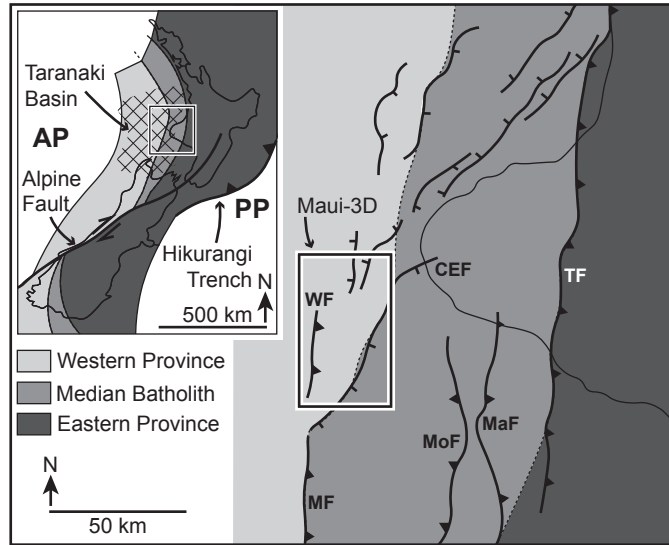 Taranaki
Basin
AP
Alpine
Fault
PP
Hikurangi
Trench
N
500 km
Western Province
Median Batholith
Eastern Province
N
50 km
Maui-3D
WF
CEF
TF
MoF
MaF
MF